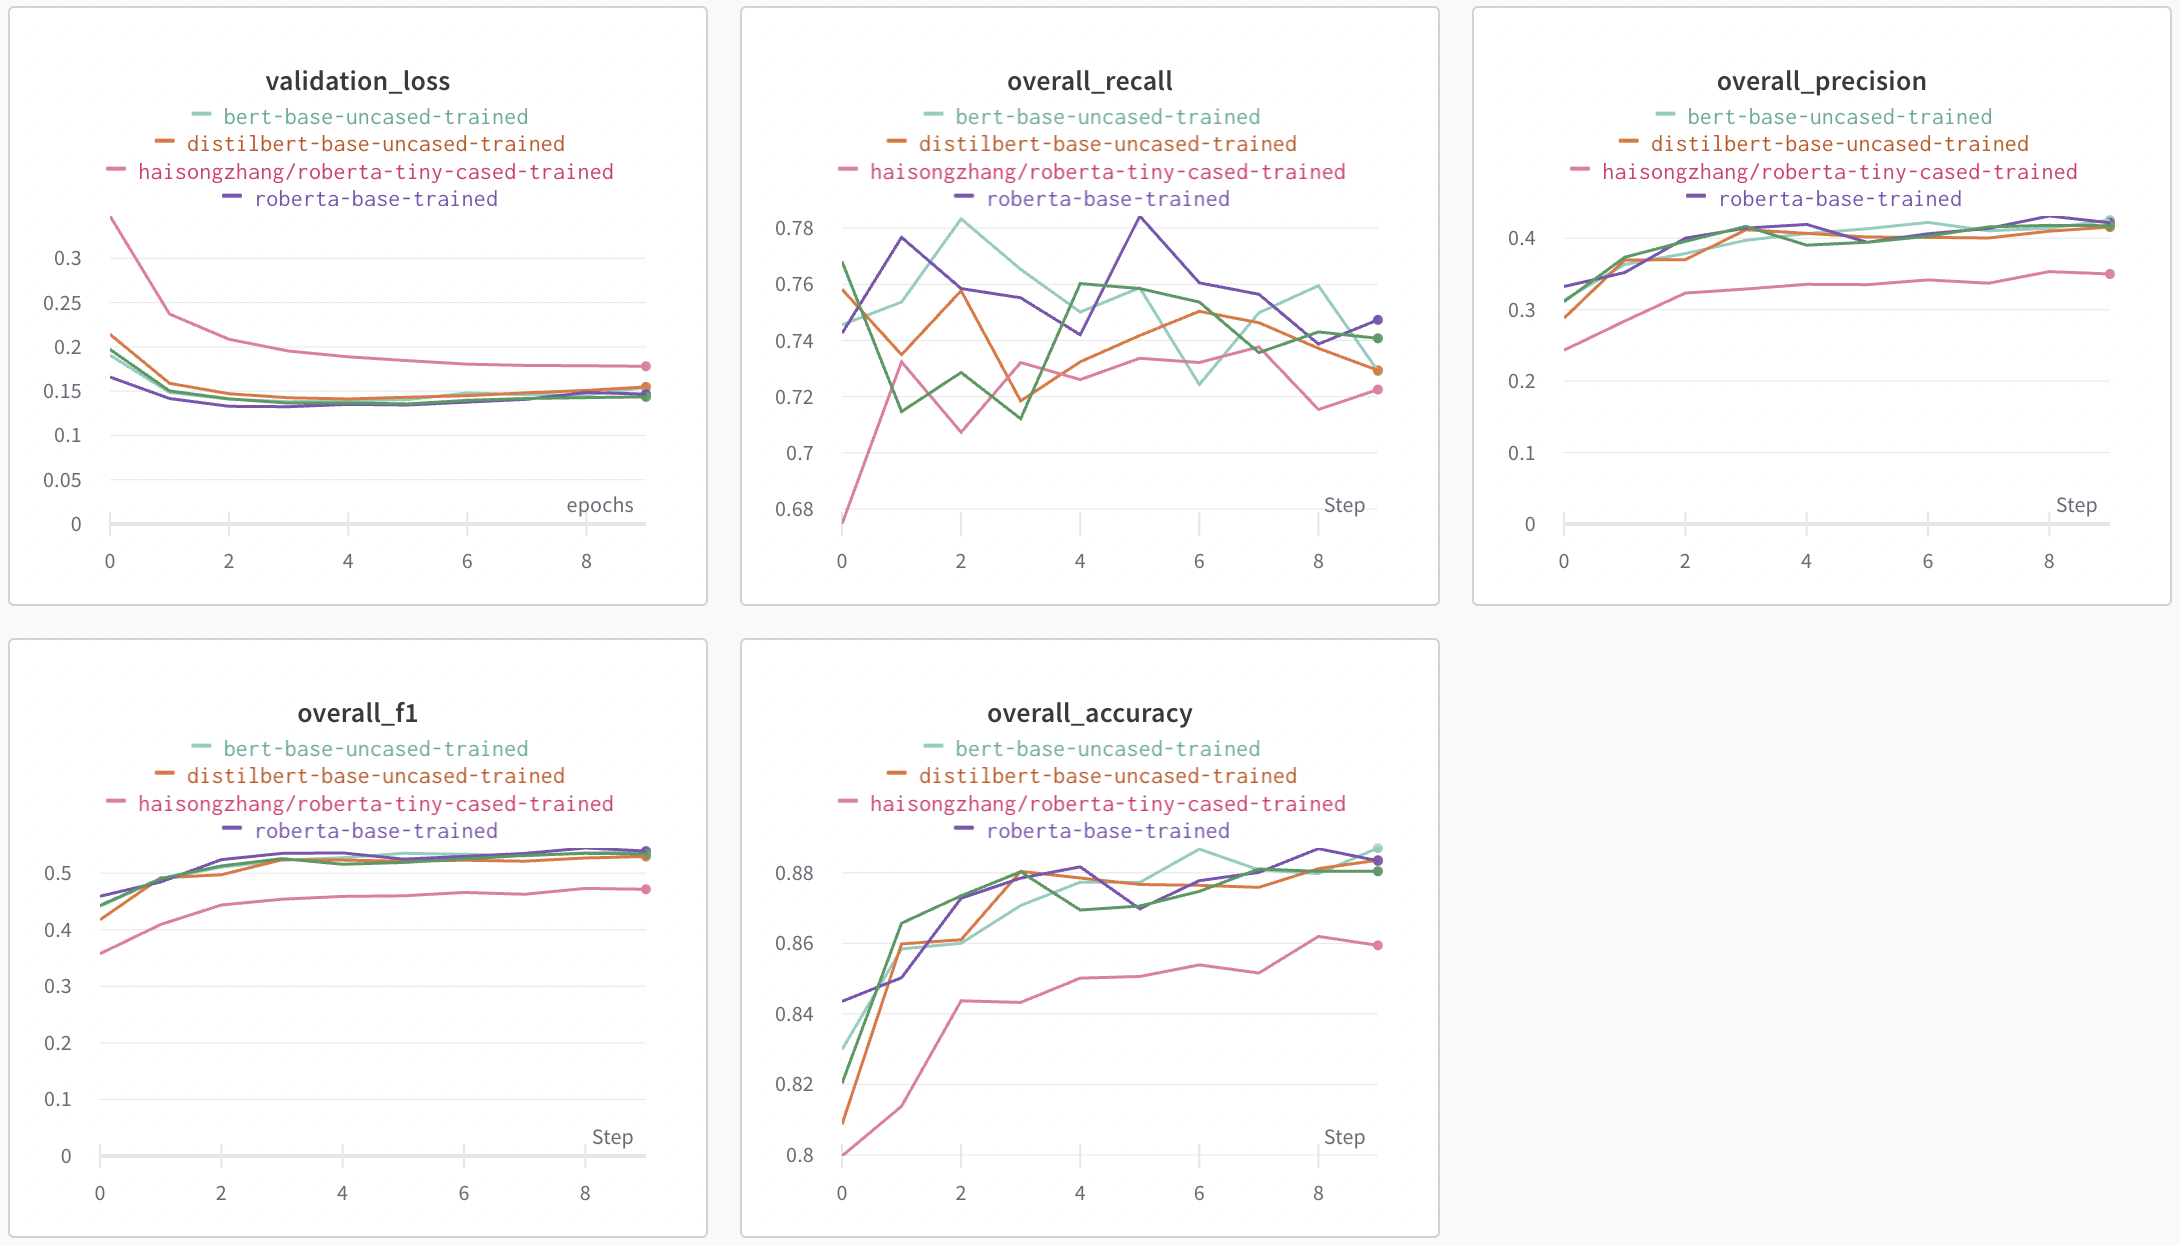 validation_loss
bert-base-uncased-trained
distilbert-base-uncased-trained
haisongzhang/roberta-tiny-cased-trained
roberta-base-trained
0.3
0.25
0.2
0.15
0.1
0.05
0
epochs
0 2 4 6 8
overall_recall
bert-base-uncased-trained
distilbert-base-uncased-trained
haisongzhang/roberta-tiny-cased-trained
roberta-base-trained
0.78
0.76
0.74
0.72
0.7
0.68
Step
0 2 4 6 8
overall_precision
bert-base-uncased-trained
distilbert-base-uncased-trained
haisongzhang/roberta-tiny-cased-trained
roberta-base-trained
0.4
0.3
0.2
0.1
0
Step
0 2 4 6 8
overall_f1
bert-base-uncased-trained
distilbert-base-uncased-trained
haisongzhang/roberta-tiny-cased-trained
roberta-base-trained
0.5
0.4
0.3
0.2
0.1
0
Step
0 2 4 6 8
overall_accuracy
bert-base-uncased-trained
distilbert-base-uncased-trained
haisongzhang/roberta-tiny-cased-trained
roberta-base-trained
0.88
0.86
0.84
0.82
0.8
Step
0 2 4 6 8